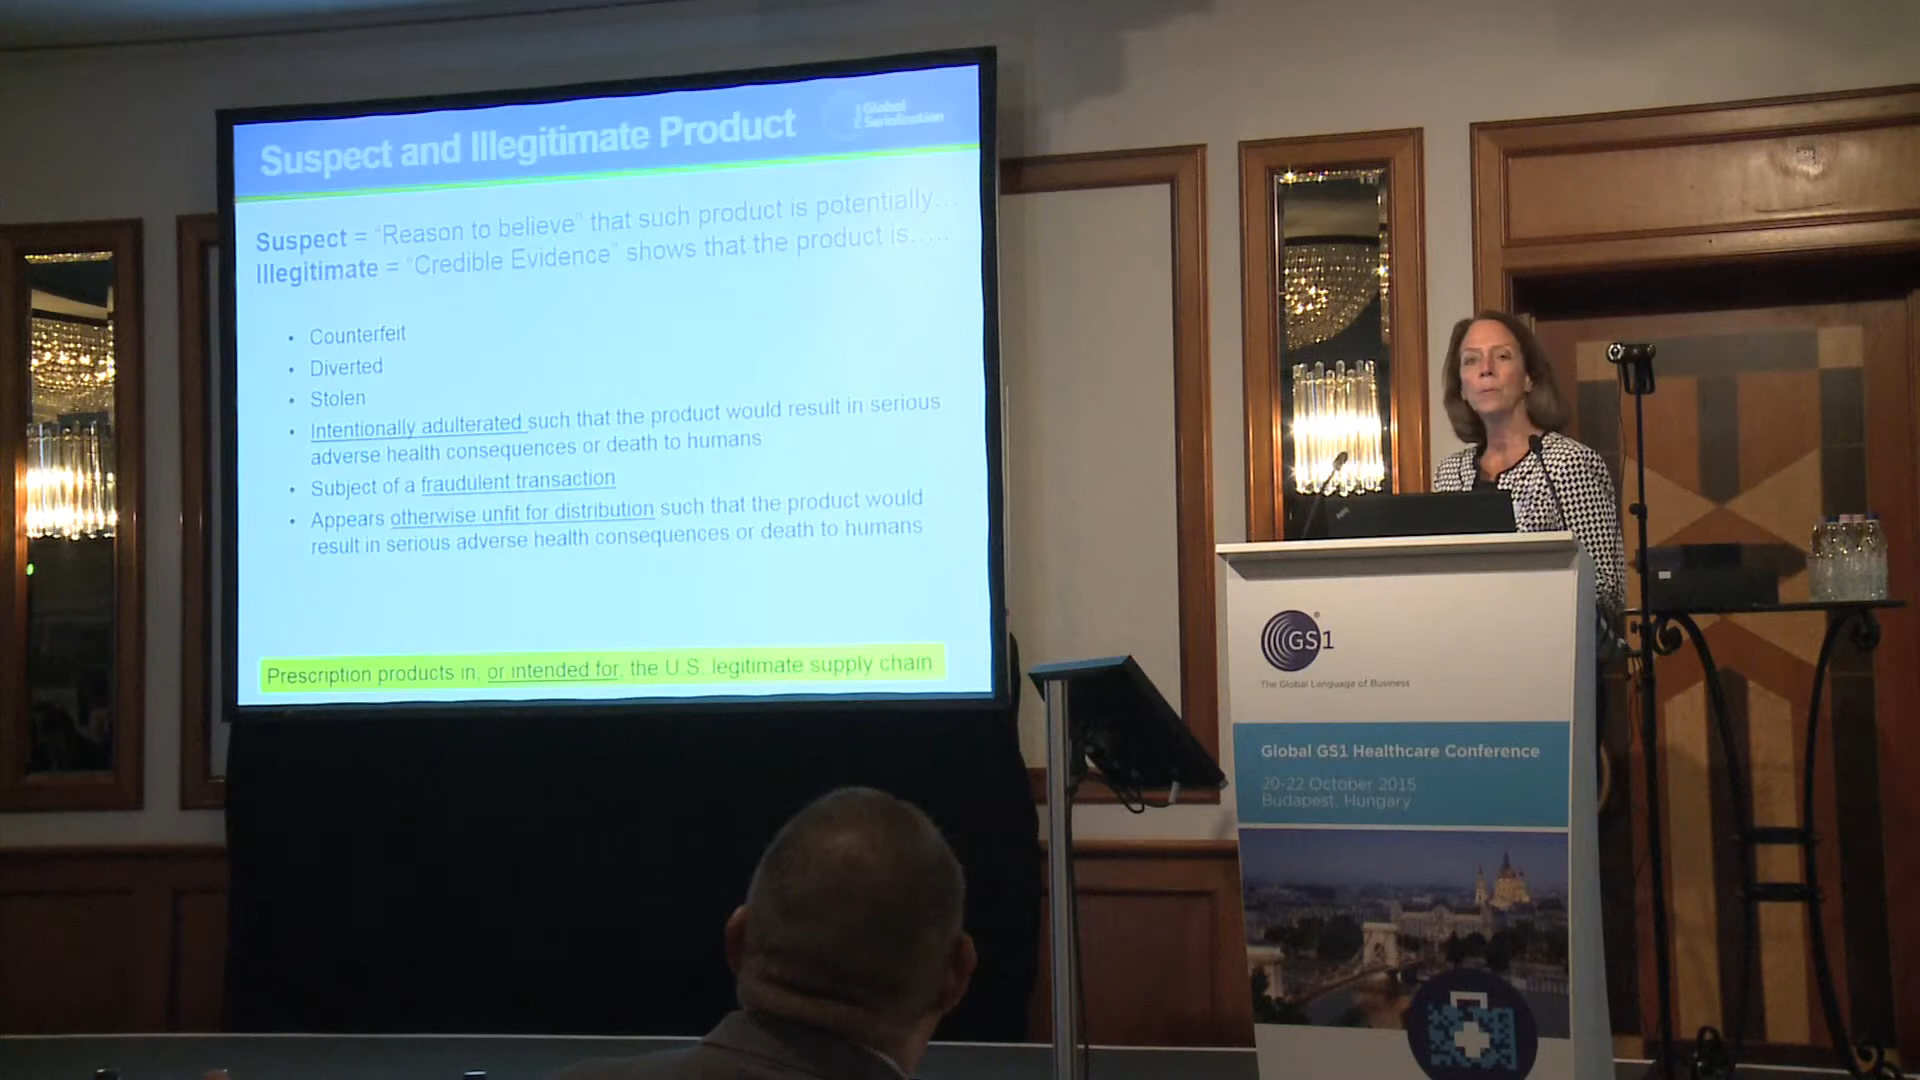 Suspect and Illegitimate Product
Global
Serialization
Suspect = "Reason to believe" that such product is potentially...
Illegitimate = "Credible Evidence" shows that the product is.....
• Counterfeit
• Diverted
• Stolen
• Intentionally adulterated such that the product would result in serious
adverse health consequences or death to humans
• Subject of a fraudulent transaction
• Appears otherwise unfit for distribution such that the product would
result in serious adverse health consequences or death to humans
Prescription products in, or intended for, the U.S. legitimate supply chain
GS1®
The Global Language of Business
Global GS1 Healthcare Conference
20-22 October 2015
Budapest, Hungary